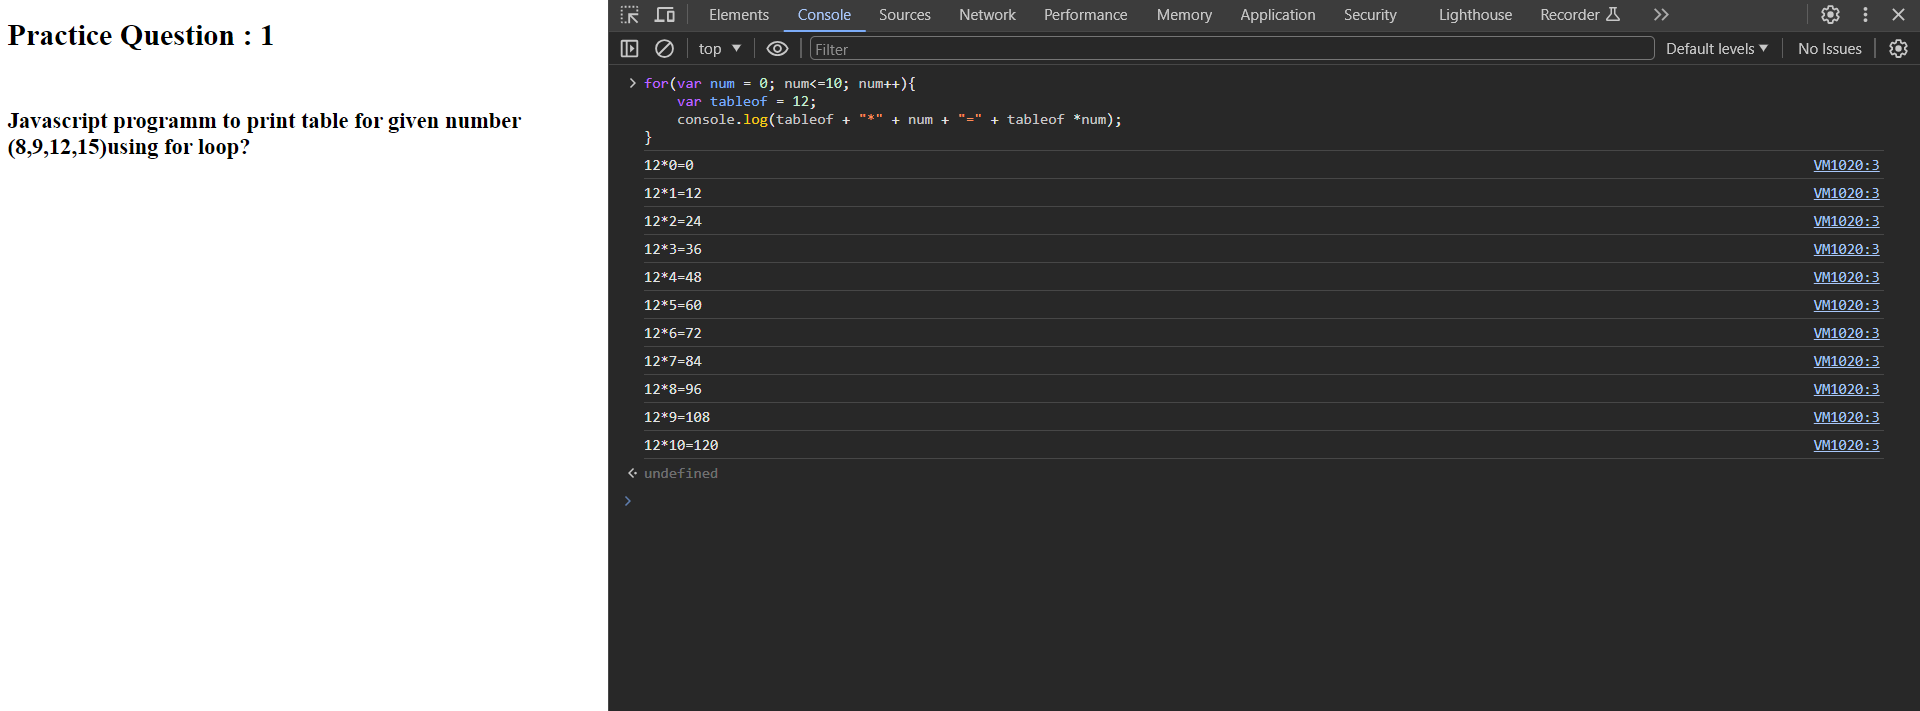 Practice Question : 1
Javascript programm to print table for given number
(8,9,12,15)using for loop?
Elements Console Sources Network Performance Memory Application Security Lighthouse Recorder
top Filter Default levels No Issues
for(var num = 0; num<=10; num++){
    var tableof = 12;
    console.log(tableof + "*" + num + "=" + tableof *num);
}
12*0=0 VM1020:3
12*1=12 VM1020:3
12*2=24 VM1020:3
12*3=36 VM1020:3
12*4=48 VM1020:3
12*5=60 VM1020:3
12*6=72 VM1020:3
12*7=84 VM1020:3
12*8=96 VM1020:3
12*9=108 VM1020:3
12*10=120 VM1020:3
undefined